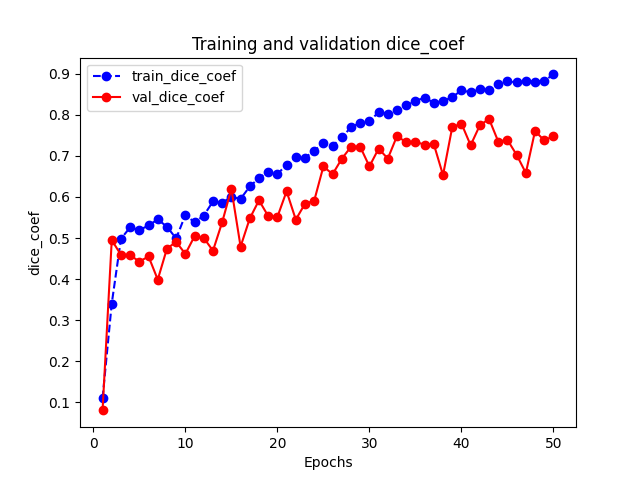 Training and validation dice_coef
train_dice_coef
val_dice_coef
dice_coef
0.9
0.8
0.7
0.6
0.5
0.4
0.3
0.2
0.1
0 10 20 30 40 50
Epochs